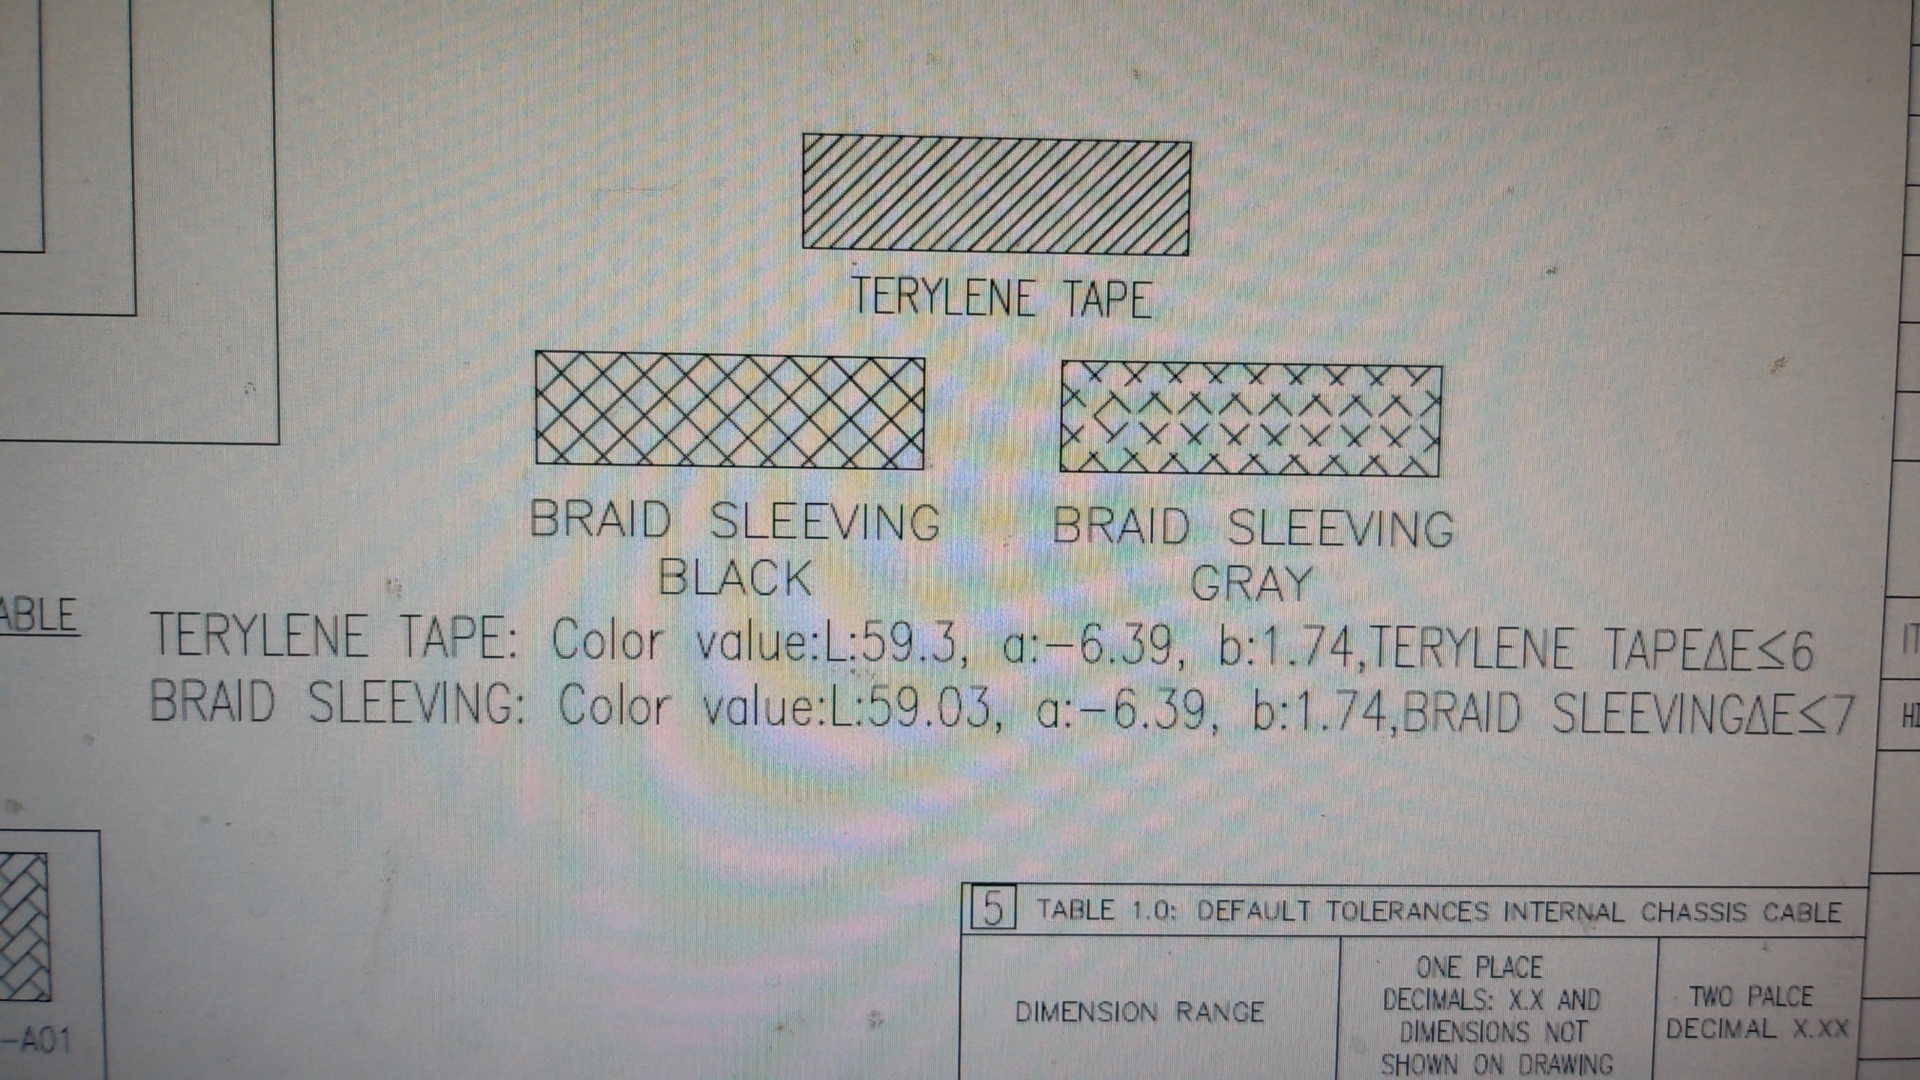 TERYLENE TAPE
BRAID SLEEVING
BLACK
BRAID SLEEVING
GRAY
ABLE
TERYLENE TAPE: Color value:L:59.3, a:-6.39, b:1.74,TERYLENE TAPEΔE≤6
BRAID SLEEVING: Color value:L:59.03, a:-6.39, b:1.74,BRAID SLEEVINGΔE≤7
IT
HI
5 TABLE 1.0: DEFAULT TOLERANCES INTERNAL CHASSIS CABLE
DIMENSION RANGE
ONE PLACE
DECIMALS: X.X AND
DIMENSIONS NOT
SHOWN ON DRAWING
TWO PALCE
DECIMAL X.XX
-A01